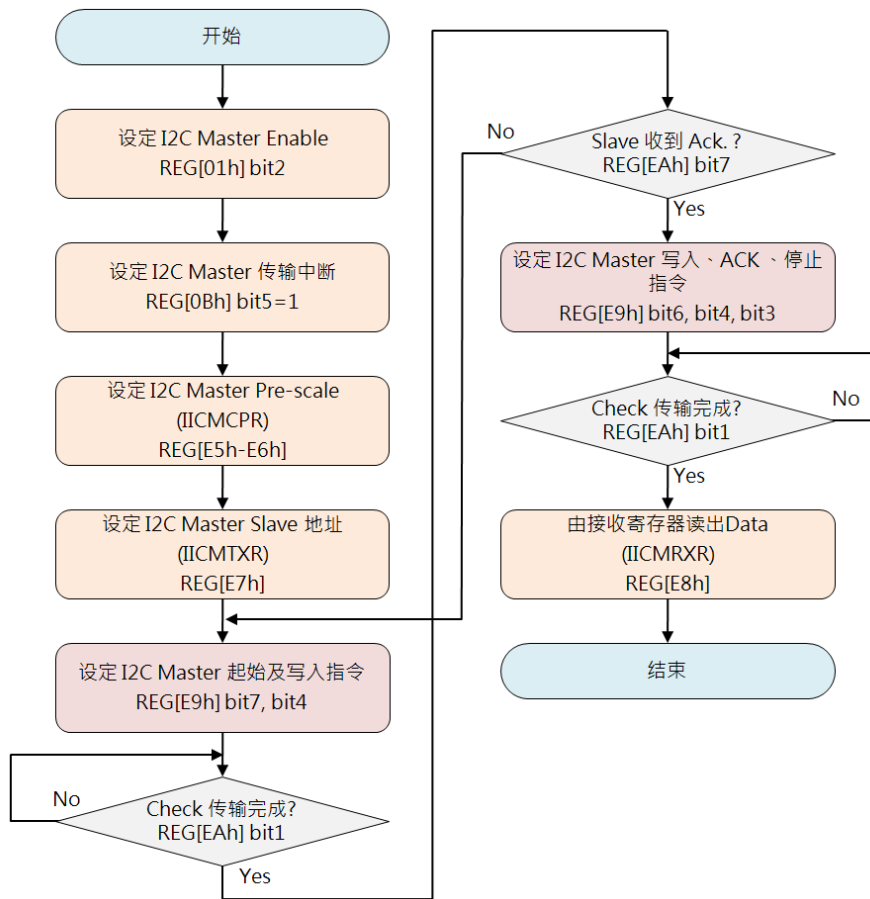 开始
设定 I2C Master Enable
REG[01h] bit2
设定 I2C Master 传输中断
REG[0Bh] bit5=1
设定 I2C Master Pre-scale
(IICMCPR)
REG[E5h-E6h]
设定 I2C Master Slave 地址
(IICMTXR)
REG[E7h]
设定 I2C Master 起始及写入指令
REG[E9h] bit7, bit4
No
Check 传输完成?
REG[EAh] bit1
Yes
No
Slave 收到 Ack. ?
REG[EAh] bit7
Yes
设定 I2C Master 写入、ACK 、停止
指令
REG[E9h] bit6, bit4, bit3
Check 传输完成?
REG[EAh] bit1
No
Yes
由接收寄存器读出Data
(IICMRXR)
REG[E8h]
结束